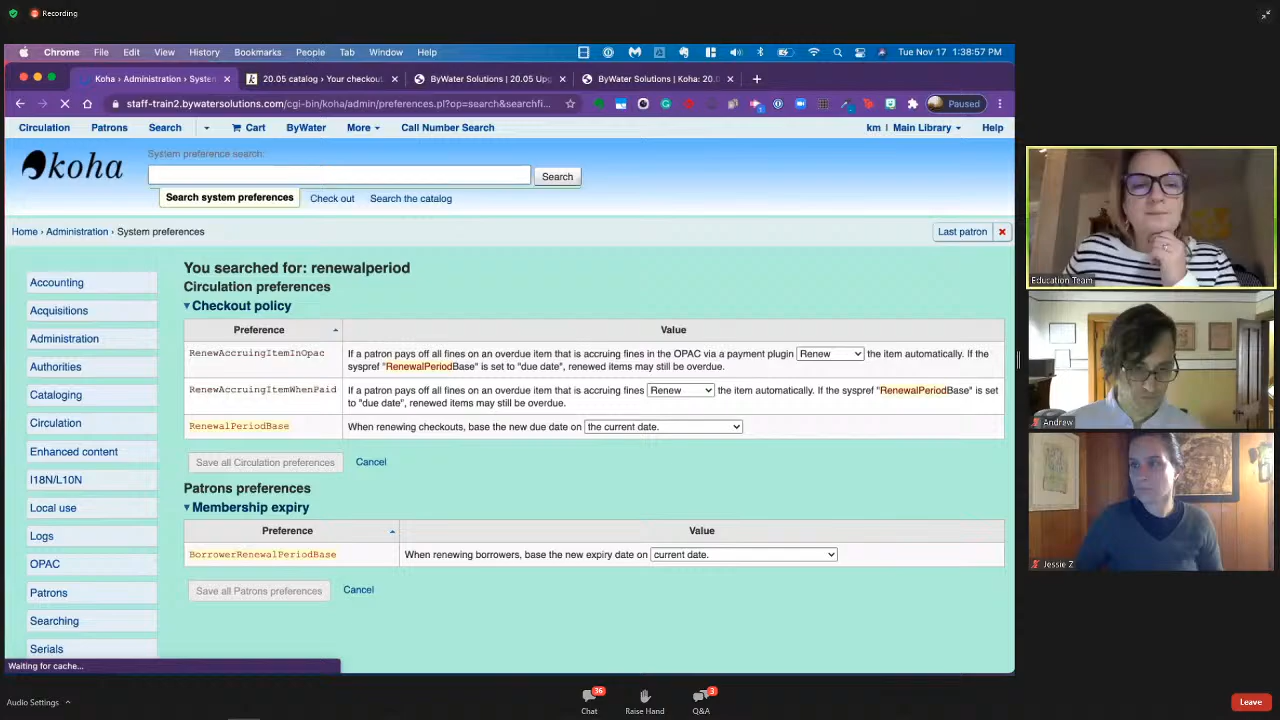 Recording
Chrome File Edit View History Bookmarks People Tab Window Help
Tue Nov 17 1:38:57 PM
Koha › Administration › System
20.05 catalog › Your checkout
ByWater Solutions | 20.05 Upg
ByWater Solutions | Koha: 20.0
staff-train2.bywatersolutions.com/cgi-bin/koha/admin/preferences.pl?op=search&searchfi...
Paused
Circulation Patrons Search Cart ByWater More Call Number Search
km | Main Library Help
koha
System preference search:
Search
Search system preferences Check out Search the catalog
Home › Administration › System preferences
Last patron
Accounting
Acquisitions
Administration
Authorities
Cataloging
Circulation
Enhanced content
I18N/L10N
Local use
Logs
OPAC
Patrons
Searching
Serials
You searched for: renewalperiod
Circulation preferences
Checkout policy
Preference Value
RenewAccruingItemInOpac
If a patron pays off all fines on an overdue item that is accruing fines in the OPAC via a payment plugin Renew the item automatically. If the
syspref "RenewalPeriodBase" is set to "due date", renewed items may still be overdue.
RenewAccruingItemWhenPaid
If a patron pays off all fines on an overdue item that is accruing fines Renew the item automatically. If the syspref "RenewalPeriodBase" is set
to "due date", renewed items may still be overdue.
RenewalPeriodBase
When renewing checkouts, base the new due date on the current date.
Save all Circulation preferences Cancel
Patrons preferences
Membership expiry
Preference Value
BorrowerRenewalPeriodBase
When renewing borrowers, base the new expiry date on current date.
Save all Patrons preferences Cancel
Waiting for cache...
Education Team
Andrew
Jessie Z
Audio Settings
36
Chat
Raise Hand
3
Q&A
Leave